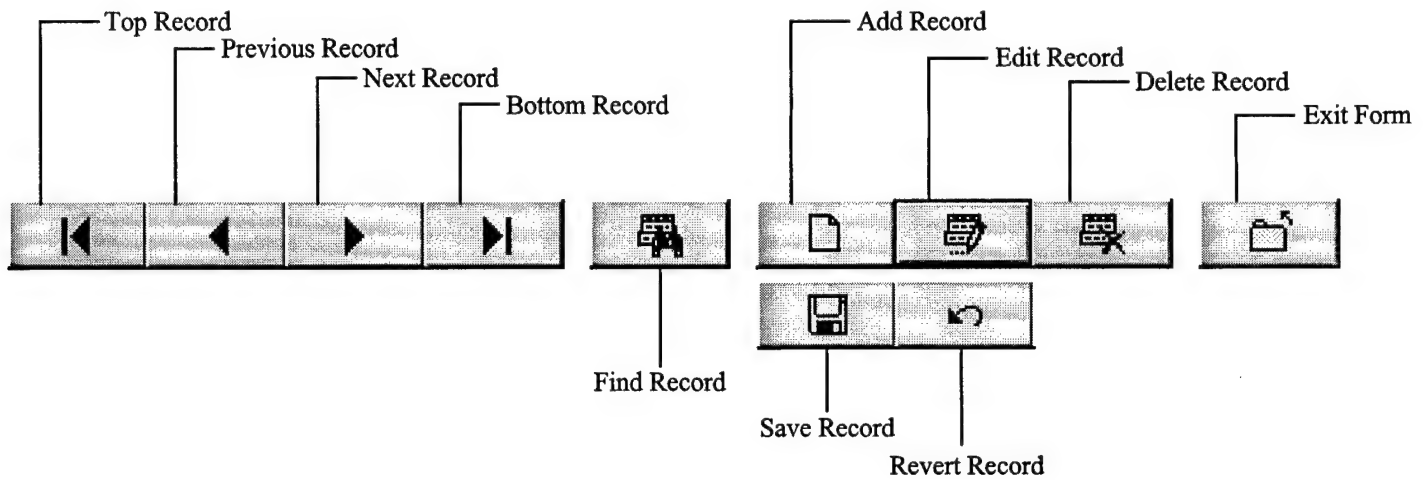 Top Record
Previous Record
Next Record
Bottom Record
Add Record
Edit Record
Delete Record
Exit Form
Find Record
Save Record
Revert Record